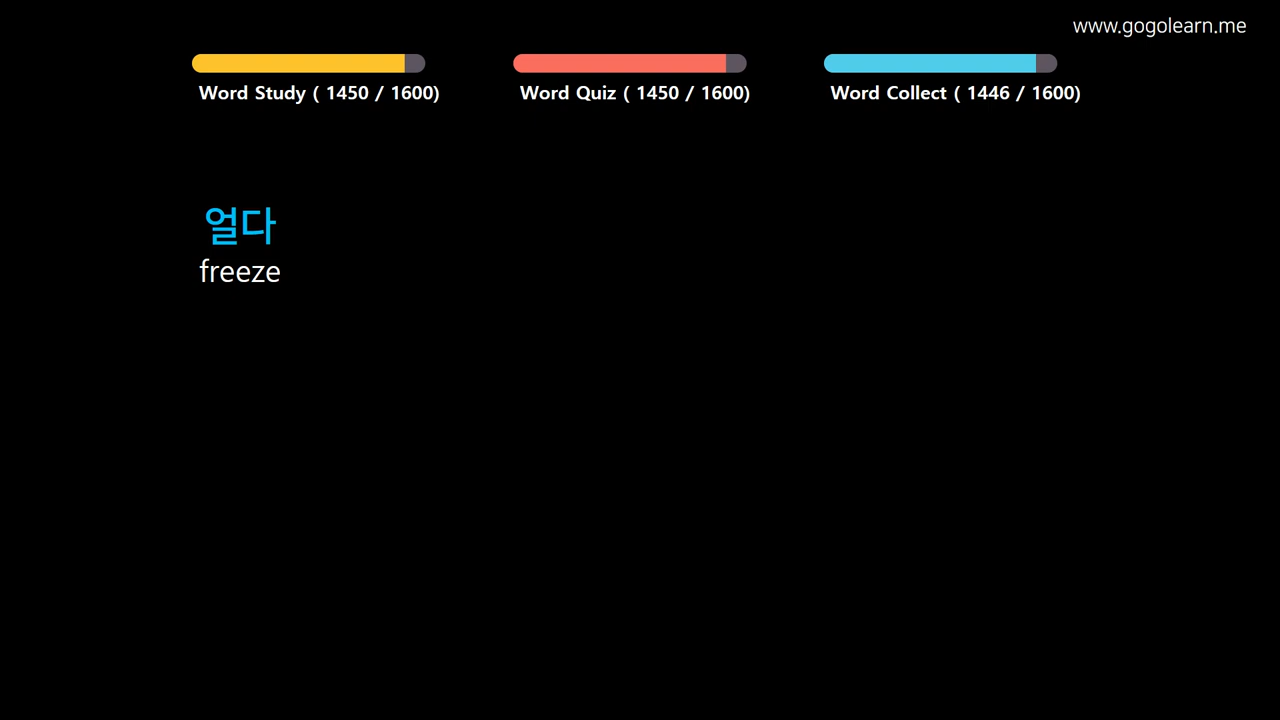 www.gogolearn.me
Word Study ( 1450 / 1600)
Word Quiz ( 1450 / 1600)
Word Collect ( 1446 / 1600)
얼다
freeze